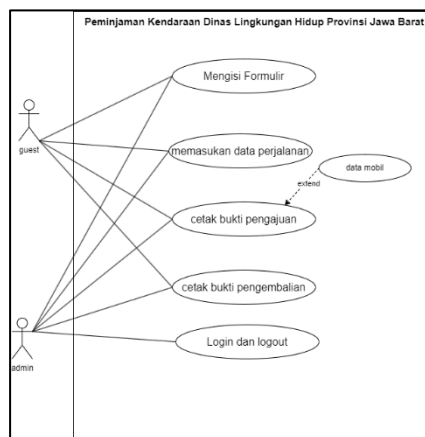 Peminjaman Kendaraan Dinas Lingkungan Hidup Provinsi Jawa Barat
Mengisi Formulir
guest
memasukan data perjalanan
data mobil
extend
cetak bukti pengajuan
cetak bukti pengembalian
Login dan logout
admin